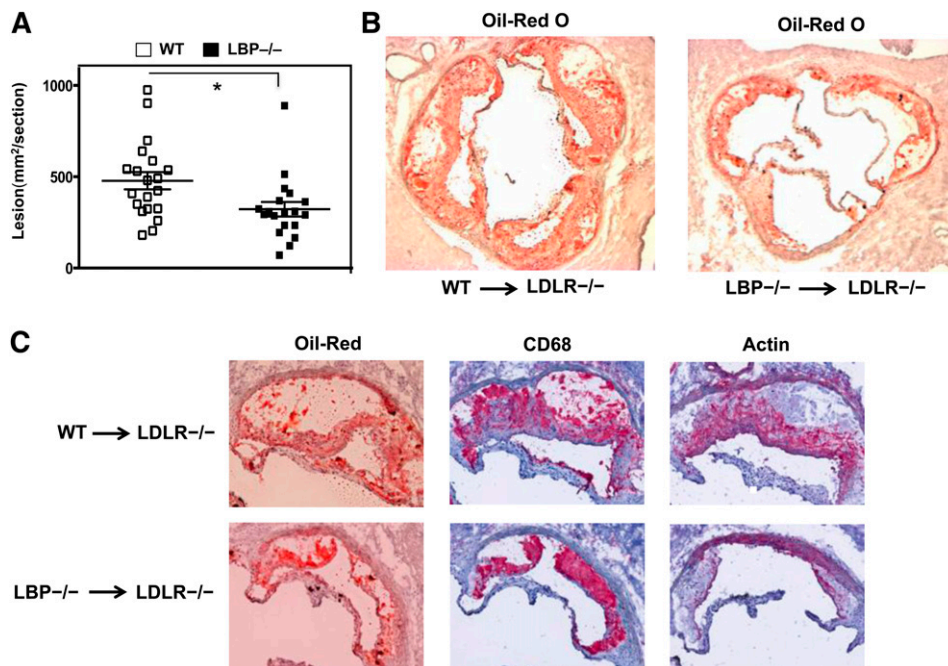 A
WT LBP−/−
*
1000
500
0
Lesion(mm²/section)
B
Oil-Red O
Oil-Red O
WT → LDLR−/−
LBP−/− → LDLR−/−
C
Oil-Red
CD68
Actin
WT → LDLR−/−
LBP−/− → LDLR−/−